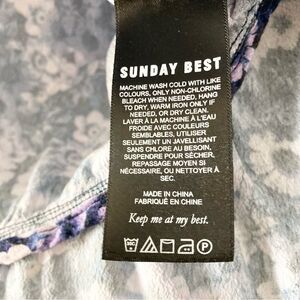 SUNDAY BEST
MACHINE WASH COLD WITH LIKE
COLOURS, ONLY NON-CHLORINE
BLEACH WHEN NEEDED, HANG
TO DRY, WARM IRON ONLY IF
NEEDED, OR DRY CLEAN.
LAVER À LA MACHINE À L'EAU
FROIDE AVEC COULEURS
SEMBLABLES, UTILISER
SEULEMENT UN JAVELLISANT
SANS CHLORE AU BESOIN,
SUSPENDRE POUR SÉCHER,
REPASSAGE MOYEN SI
NÉCESSAIRE, OU NETTOYER À
SEC.
MADE IN CHINA
FABRIQUÉ EN CHINE
Keep me at my best.
P